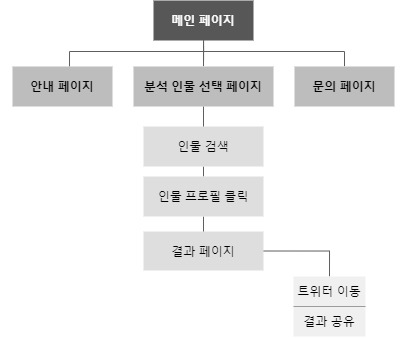 메인 페이지
안내 페이지
분석 인물 선택 페이지
문의 페이지
인물 검색
인물 프로필 클릭
결과 페이지
트위터 이동
결과 공유